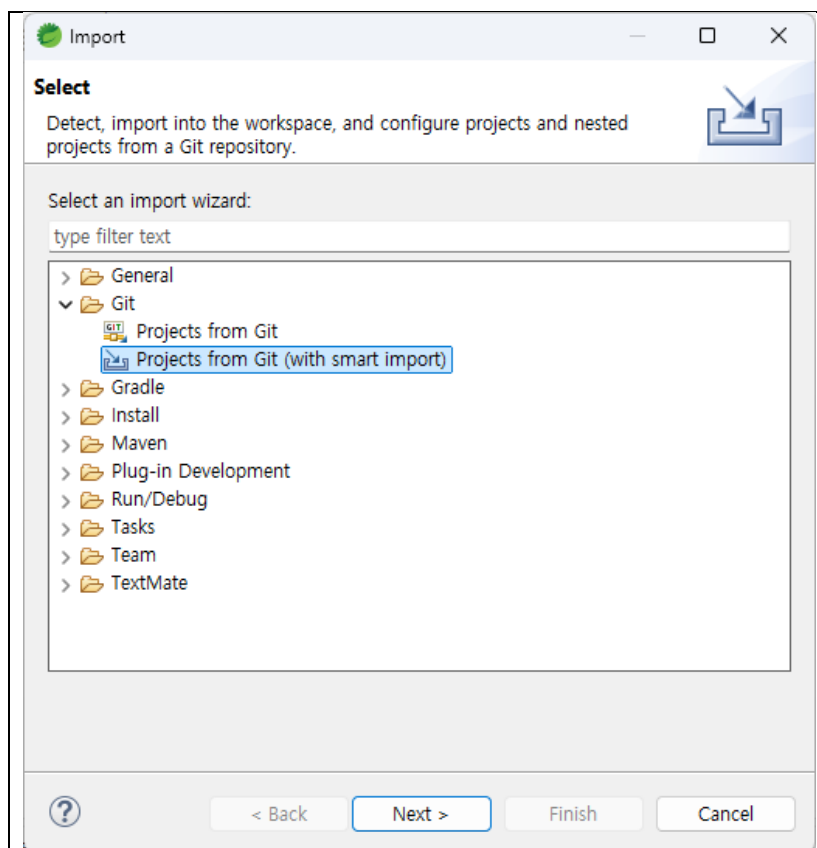 Import
Select
Detect, import into the workspace, and configure projects and nested
projects from a Git repository.
Select an import wizard:
type filter text
General
Git
GIT
Projects from Git
Projects from Git (with smart import)
Gradle
Install
Maven
Plug-in Development
Run/Debug
Tasks
Team
TextMate
? < Back Next > Finish Cancel